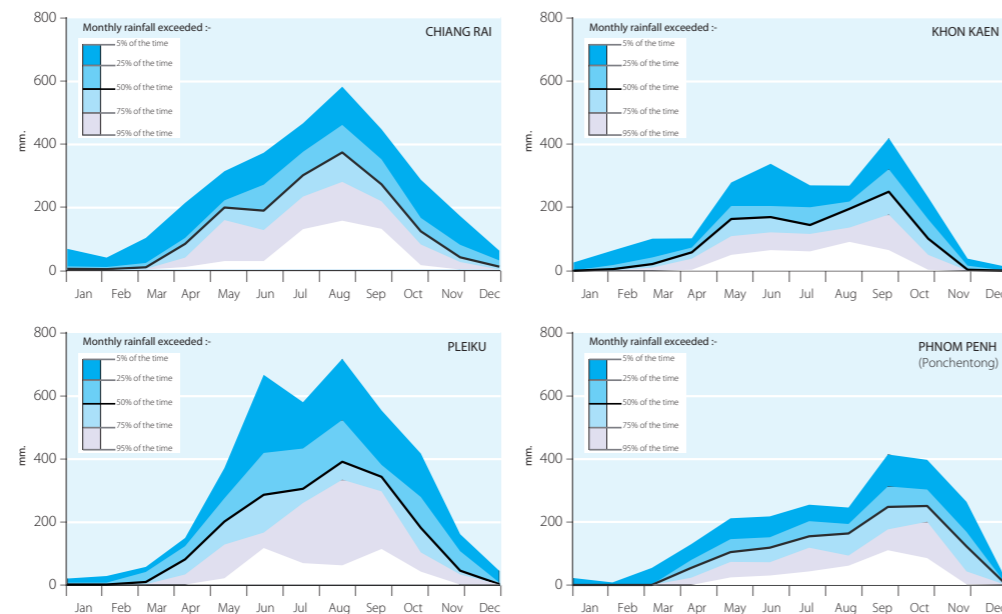 CHIANG RAI
Monthly rainfall exceeded :-
5% of the time
25% of the time
50% of the time
75% of the time
95% of the time
800
600
400
200
0
mm.
Jan Feb Mar Apr May Jun Jul Aug Sep Oct Nov Dec
KHON KAEN
Monthly rainfall exceeded :-
5% of the time
25% of the time
50% of the time
75% of the time
95% of the time
800
600
400
200
0
mm.
Jan Feb Mar Apr May Jun Jul Aug Sep Oct Nov Dec
PLEIKU
Monthly rainfall exceeded :-
5% of the time
25% of the time
50% of the time
75% of the time
95% of the time
800
600
400
200
0
mm.
Jan Feb Mar Apr May Jun Jul Aug Sep Oct Nov Dec
PHNOM PENH
(Ponchentong)
Monthly rainfall exceeded :-
5% of the time
25% of the time
50% of the time
75% of the time
95% of the time
800
600
400
200
0
mm.
Jan Feb Mar Apr May Jun Jul Aug Sep Oct Nov Dec